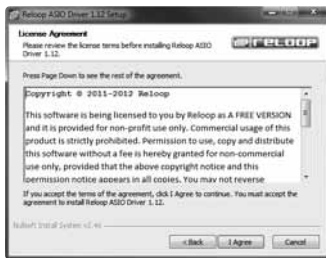 Reloop ASIO Driver 1.12 Setup
License Agreement
Please review the license terms before installing Reloop ASIO
Driver 1.12.
RELOOP
Press Page Down to see the rest of the agreement.
Copyright © 2011-2012 Reloop
This software is being licensed to you by Reloop as A FREE VERSION
and it is provided for non-profit use only. Commercial usage of this
product is strictly prohibited. Permission to use, copy and distribute
this software without a fee is hereby granted for non-commercial
use only, provided that the above copyright notice and this
permission notice appears in all copies. You may not reverse
If you accept the terms of the agreement, click I Agree to continue. You must accept the
agreement to install Reloop ASIO Driver 1.12.
Nullsoft Install System v2.46
< Back
I Agree
Cancel